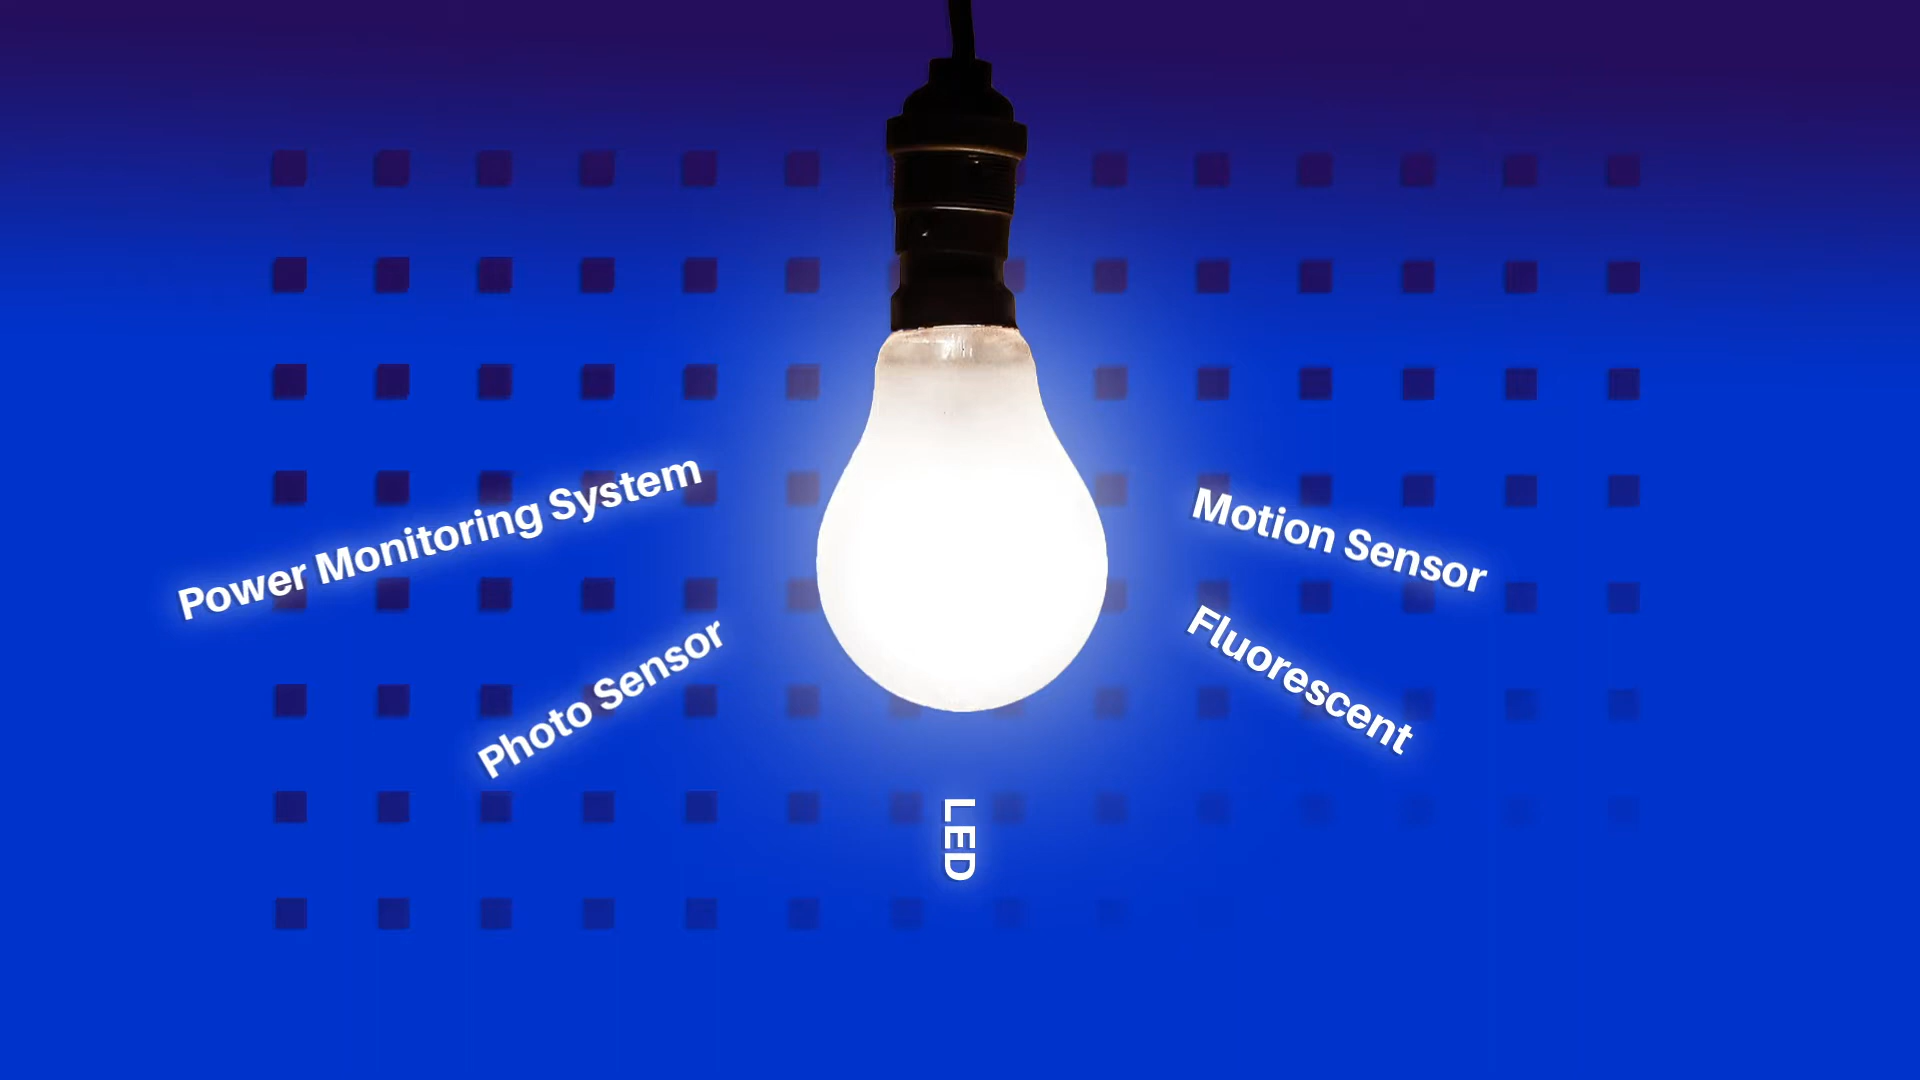 Power Monitoring System
Photo Sensor
LED
Fluorescent
Motion Sensor